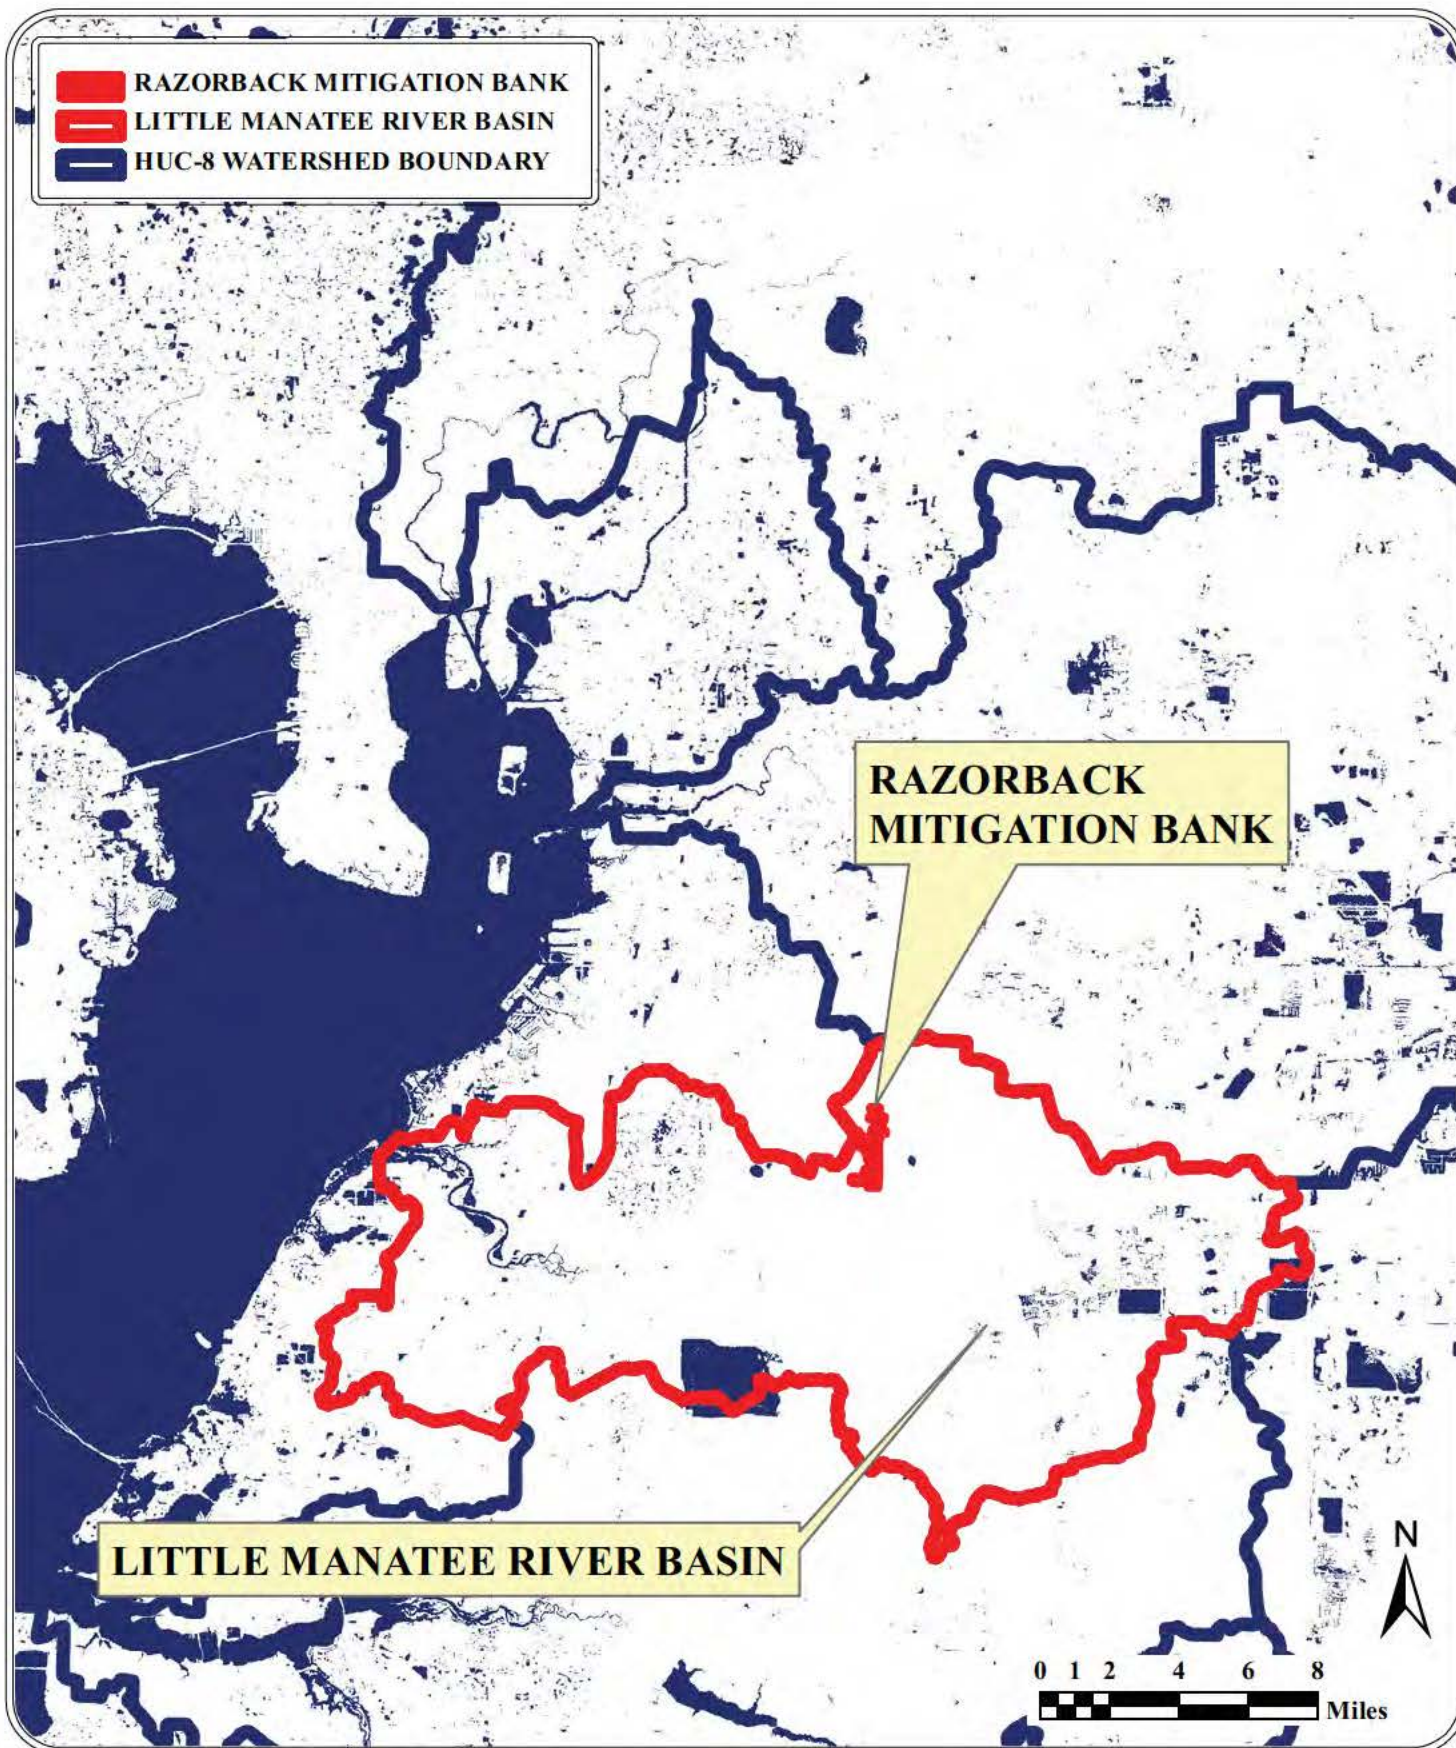 RAZORBACK MITIGATION BANK
LITTLE MANATEE RIVER BASIN
HUC-8 WATERSHED BOUNDARY
RAZORBACK
MITIGATION BANK
LITTLE MANATEE RIVER BASIN
N
0 1 2 4 6 8
Miles